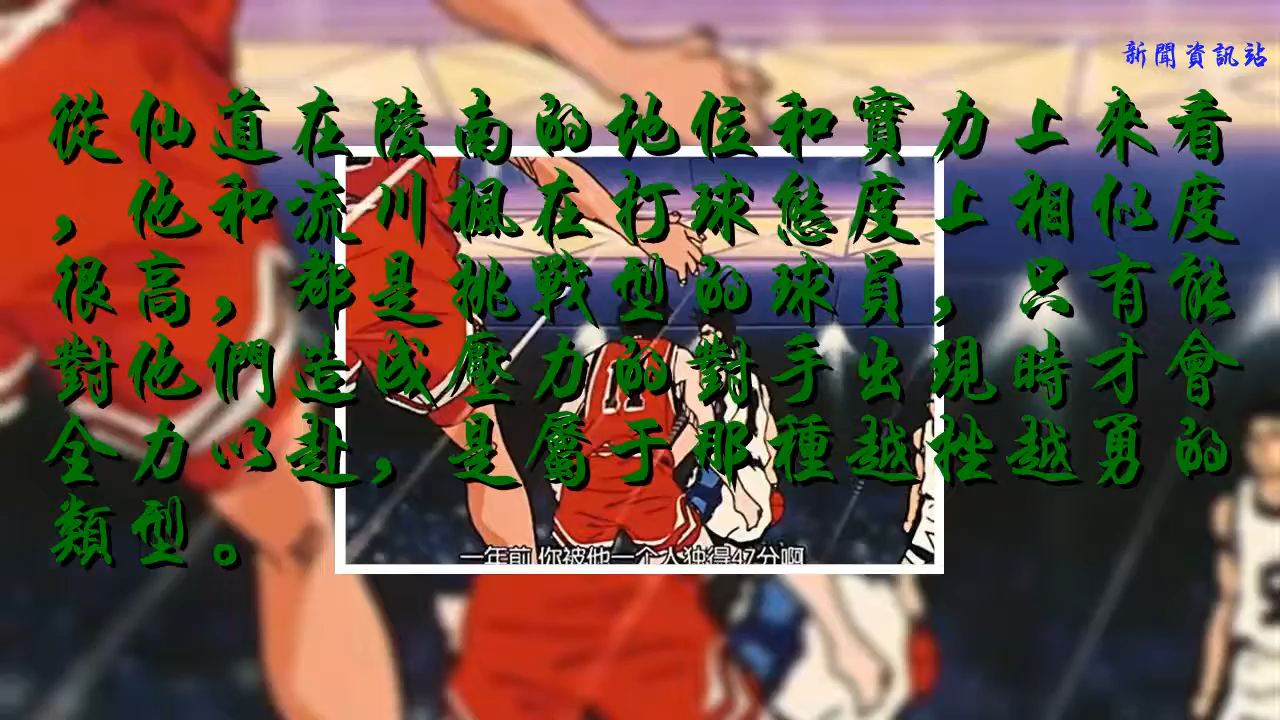 新聞資訊站
從仙道在陵南的地位和實力上來看
，他和流川楓在打球態度上相似度
很高，都是挑戰型的球員，只有能
對他們造成壓力的對手出現時才會
全力以赴，是屬于那種越挫越勇的
類型。
11
一年前 你被他一个人独得47分啊